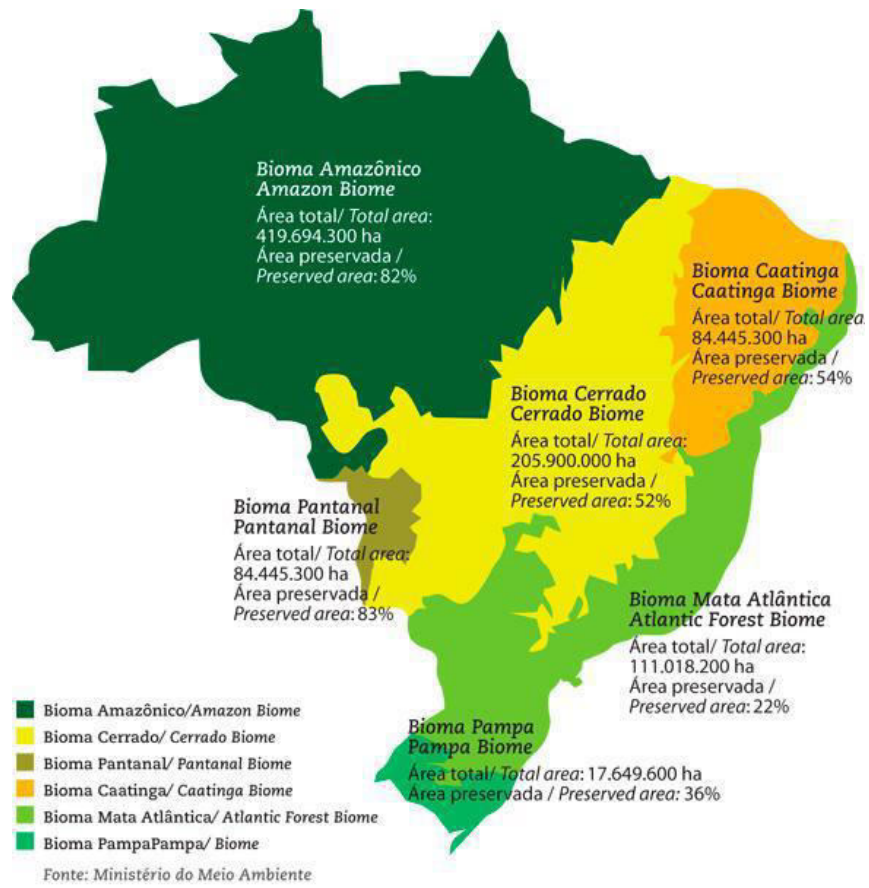 Bioma Amazônico
Amazon Biome
Área total/ Total area:
419.694.300 ha
Área preservada /
Preserved area: 82%
Bioma Caatinga
Caatinga Biome
Área total/ Total area:
84.445.300 ha
Área preservada /
Preserved area: 54%
Bioma Cerrado
Cerrado Biome
Área total/ Total area:
205.900.000 ha
Área preservada /
Preserved area: 52%
Bioma Pantanal
Pantanal Biome
Área total/ Total area:
84.445.300 ha
Área preservada /
Preserved area: 83%
Bioma Mata Atlântica
Atlantic Forest Biome
Área total/ Total area:
111.018.200 ha
Área preservada /
Preserved area: 22%
Bioma Pampa
Pampa Biome
Área total/ Total area: 17.649.600 ha
Área preservada / Preserved area: 36%
Bioma Amazônico/Amazon Biome
Bioma Cerrado/ Cerrado Biome
Bioma Pantanal/ Pantanal Biome
Bioma Caatinga/ Caatinga Biome
Bioma Mata Atlântica/ Atlantic Forest Biome
Bioma PampaPampa/ Biome
Fonte: Ministério do Meio Ambiente